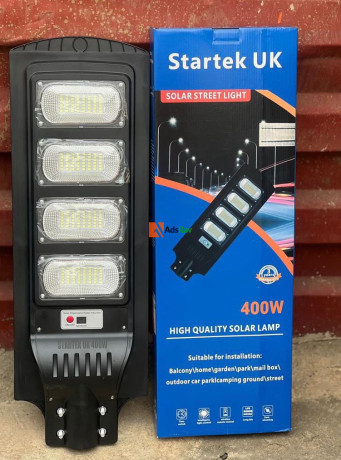 Startek UK
SOLAR STREET LIGHT
400W
HIGH QUALITY SOLAR LAMP
Suitable for installation:
Balcony\home\garden\park\mail box\
outdoor car park\camping ground\street
STARTEK UK 400W
Ads